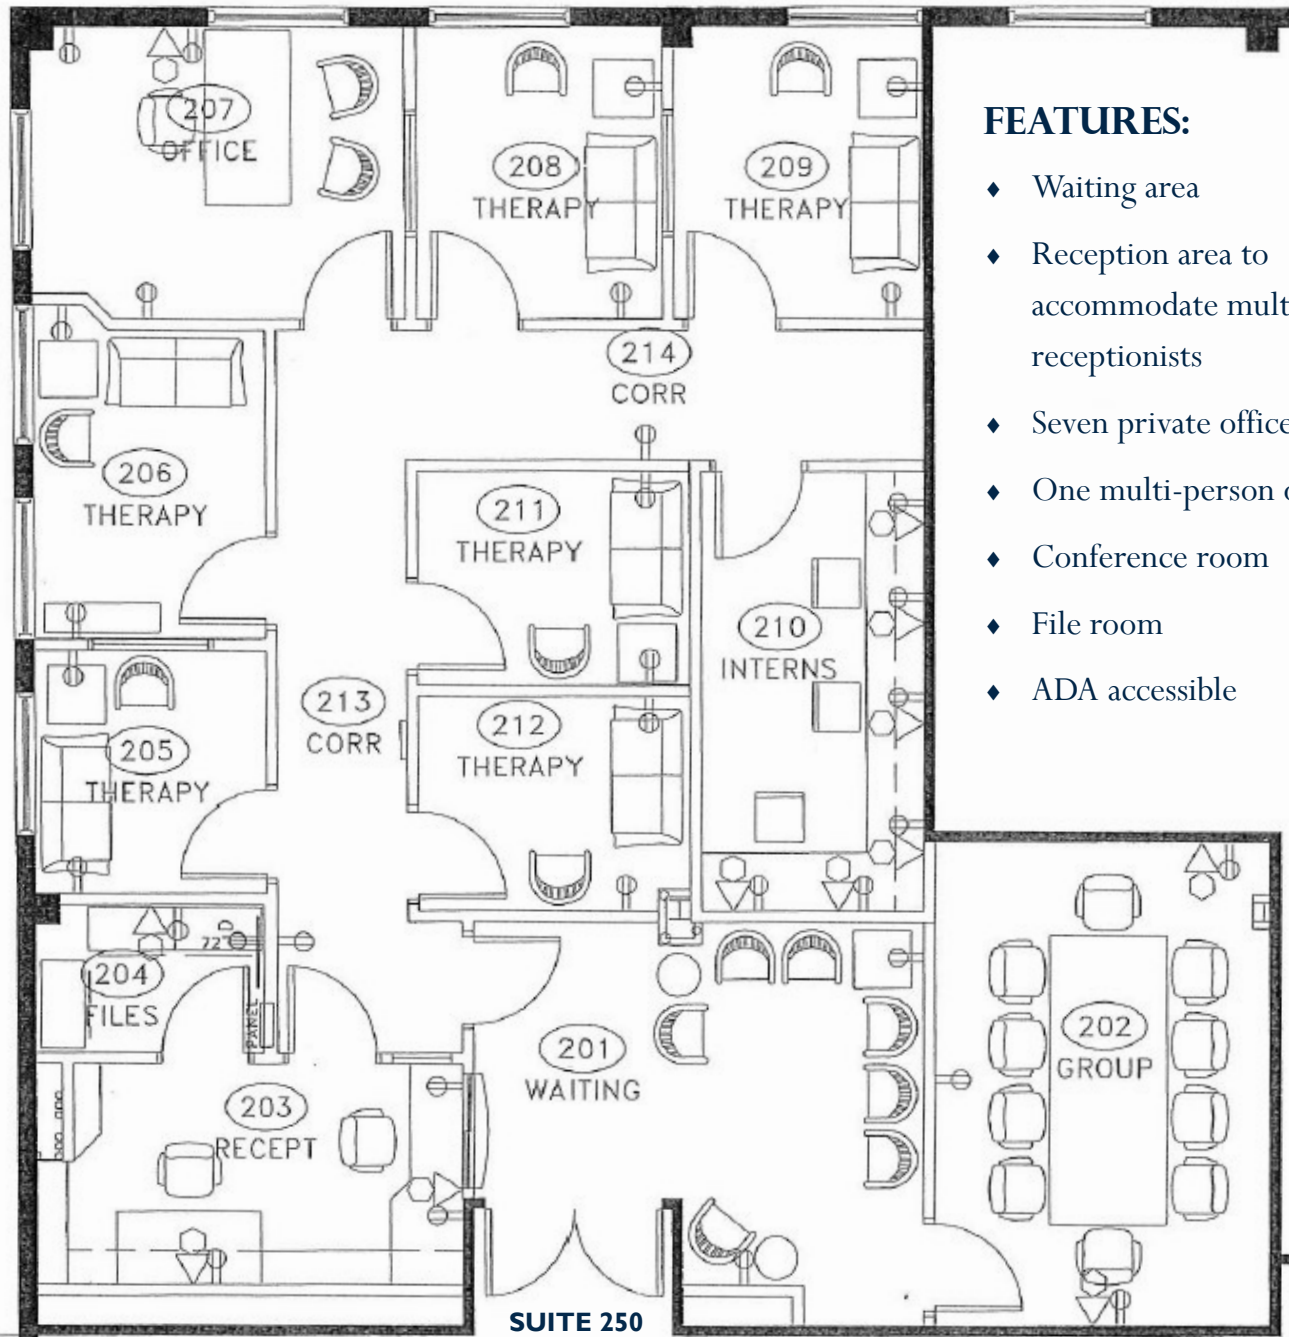 FEATURES:
♦ Waiting area
♦ Reception area to
accommodate mult
receptionists
♦ Seven private office
♦ One multi-person
♦ Conference room
♦ File room
♦ ADA accessible
207
OFFICE
208
THERAPY
209
THERAPY
214
CORR
206
THERAPY
211
THERAPY
210
INTERNS
213
CORR
212
THERAPY
205
THERAPY
72"
204
FILES
PANEL
201
WAITING
202
GROUP
203
RECEPT
SUITE 250